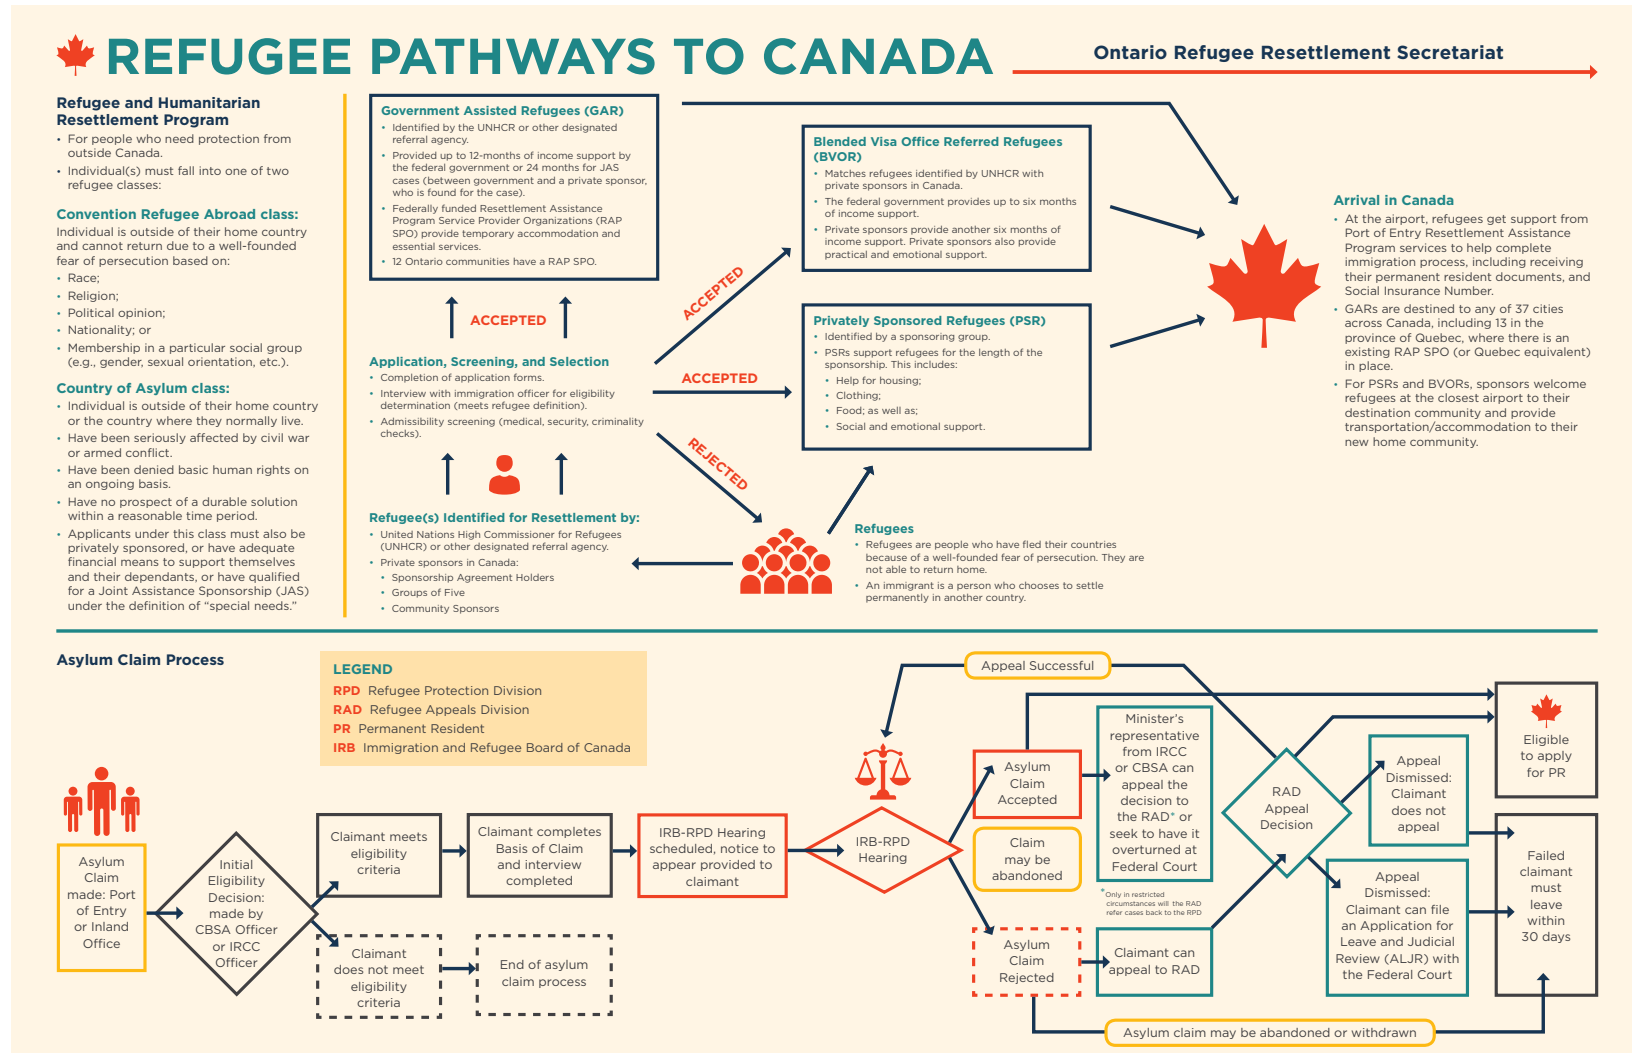 REFUGEE PATHWAYS TO CANADA
Ontario Refugee Resettlement Secretariat
Refugee and Humanitarian
Resettlement Program
• For people who need protection from
outside Canada.
• Individual(s) must fall into one of two
refugee classes:
Convention Refugee Abroad class:
Individual is outside of their home country
and cannot return due to a well-founded
fear of persecution based on:
• Race;
• Religion;
• Political opinion;
• Nationality; or
• Membership in a particular social group
(e.g., gender, sexual orientation, etc.).
Country of Asylum class:
• Individual is outside of their home country
or the country where they normally live.
• Have been seriously affected by civil war
or armed conflict.
• Have been denied basic human rights on
an ongoing basis.
• Have no prospect of a durable solution
within a reasonable time period.
• Applicants under this class must also be
privately sponsored, or have adequate
financial means to support themselves
and their dependants, or have qualified
for a Joint Assistance Sponsorship (JAS)
under the definition of “special needs.”
Government Assisted Refugees (GAR)
• Identified by the UNHCR or other designated
referral agency.
• Provided up to 12-months of income support by
the federal government or 24 months for JAS
cases (between government and a private sponsor,
who is found for the case).
• Federally funded Resettlement Assistance
Program Service Provider Organizations (RAP
SPO) provide temporary accommodation and
essential services.
• 12 Ontario communities have a RAP SPO.
ACCEPTED
Application, Screening, and Selection
• Completion of application forms.
• Interview with immigration officer for eligibility
determination (meets refugee definition).
• Admissibility screening (medical, security, criminality
checks).
Refugee(s) Identified for Resettlement by:
• United Nations High Commissioner for Refugees
(UNHCR) or other designated referral agency.
• Private sponsors in Canada:
• Sponsorship Agreement Holders
• Groups of Five
• Community Sponsors
ACCEPTED
ACCEPTED
REJECTED
Blended Visa Office Referred Refugees
(BVOR)
• Matches refugees identified by UNHCR with
private sponsors in Canada.
• The federal government provides up to six months
of income support.
• Private sponsors provide another six months of
income support. Private sponsors also provide
practical and emotional support.
Privately Sponsored Refugees (PSR)
• Identified by a sponsoring group.
• PSRs support refugees for the length of the
sponsorship. This includes:
• Help for housing;
• Clothing;
• Food; as well as;
• Social and emotional support.
Refugees
• Refugees are people who have fled their countries
because of a well-founded fear of persecution. They are
not able to return home.
• An immigrant is a person who chooses to settle
permanently in another country.
Arrival in Canada
• At the airport, refugees get support from
Port of Entry Resettlement Assistance
Program services to help complete
immigration process, including receiving
their permanent resident documents, and
Social Insurance Number.
• GARs are destined to any of 37 cities
across Canada, including 13 in the
province of Quebec, where there is an
existing RAP SPO (or Quebec equivalent)
in place.
• For PSRs and BVORs, sponsors welcome
refugees at the closest airport to their
destination community and provide
transportation/accommodation to their
new home community.
Asylum Claim Process
LEGEND
RPD Refugee Protection Division
RAD Refugee Appeals Division
PR Permanent Resident
IRB Immigration and Refugee Board of Canada
Asylum
Claim
made: Port
of Entry
or Inland
Office
Initial
Eligibility
Decision:
made by
CBSA Officer
or IRCC
Officer
Claimant meets
eligibility
criteria
Claimant
does not meet
eligibility
criteria
Claimant completes
Basis of Claim
and interview
completed
End of asylum
claim process
IRB-RPD Hearing
scheduled, notice to
appear provided to
claimant
IRB-RPD
Hearing
Appeal Successful
Asylum
Claim
Accepted
Claim
may be
abandoned
Asylum
Claim
Rejected
Minister’s
representative
from IRCC
or CBSA can
appeal the
decision to
the RAD* or
seek to have it
overturned at
Federal Court
*Only in restricted
circumstances will the RAD
refer cases back to the RPD
Claimant can
appeal to RAD
RAD
Appeal
Decision
Appeal
Dismissed:
Claimant
does not
appeal
Appeal
Dismissed:
Claimant can file
an Application for
Leave and Judicial
Review (ALJR) with
the Federal Court
Eligible
to apply
for PR
Failed
claimant
must
leave
within
30 days
Asylum claim may be abandoned or withdrawn